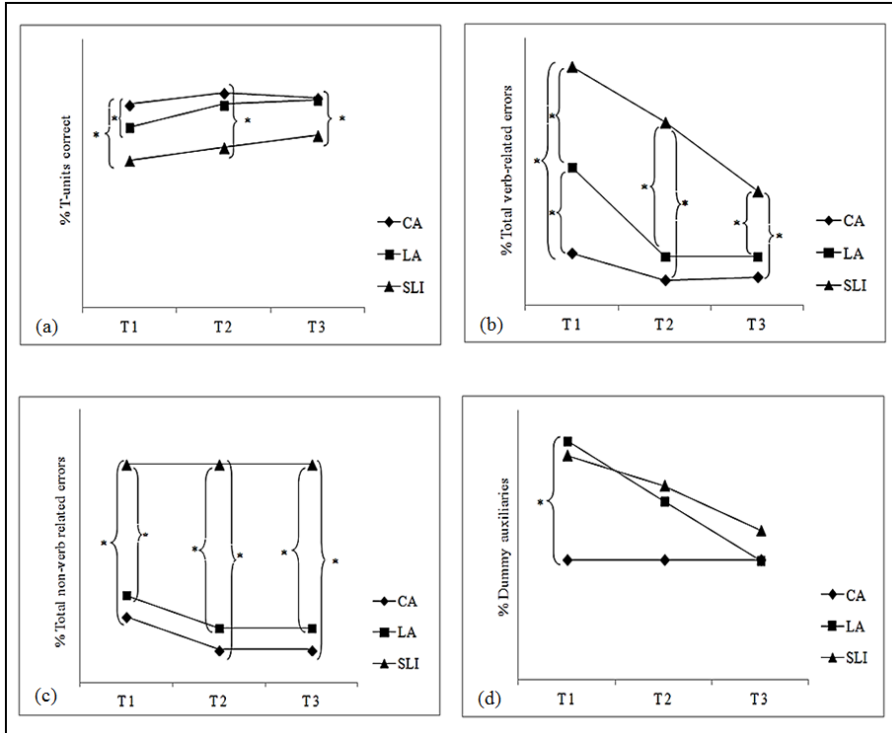 % T-units correct
*
*
*
*
CA
LA
SLI
(a)
T1
T2
T3
% Total verb-related errors
*
*
*
*
*
*
*
CA
LA
SLI
(b)
T1
T2
T3
% Total non-verb related errors
*
*
*
*
*
*
CA
LA
SLI
(c)
T1
T2
T3
% Dummy auxiliaries
*
CA
LA
SLI
(d)
T1
T2
T3